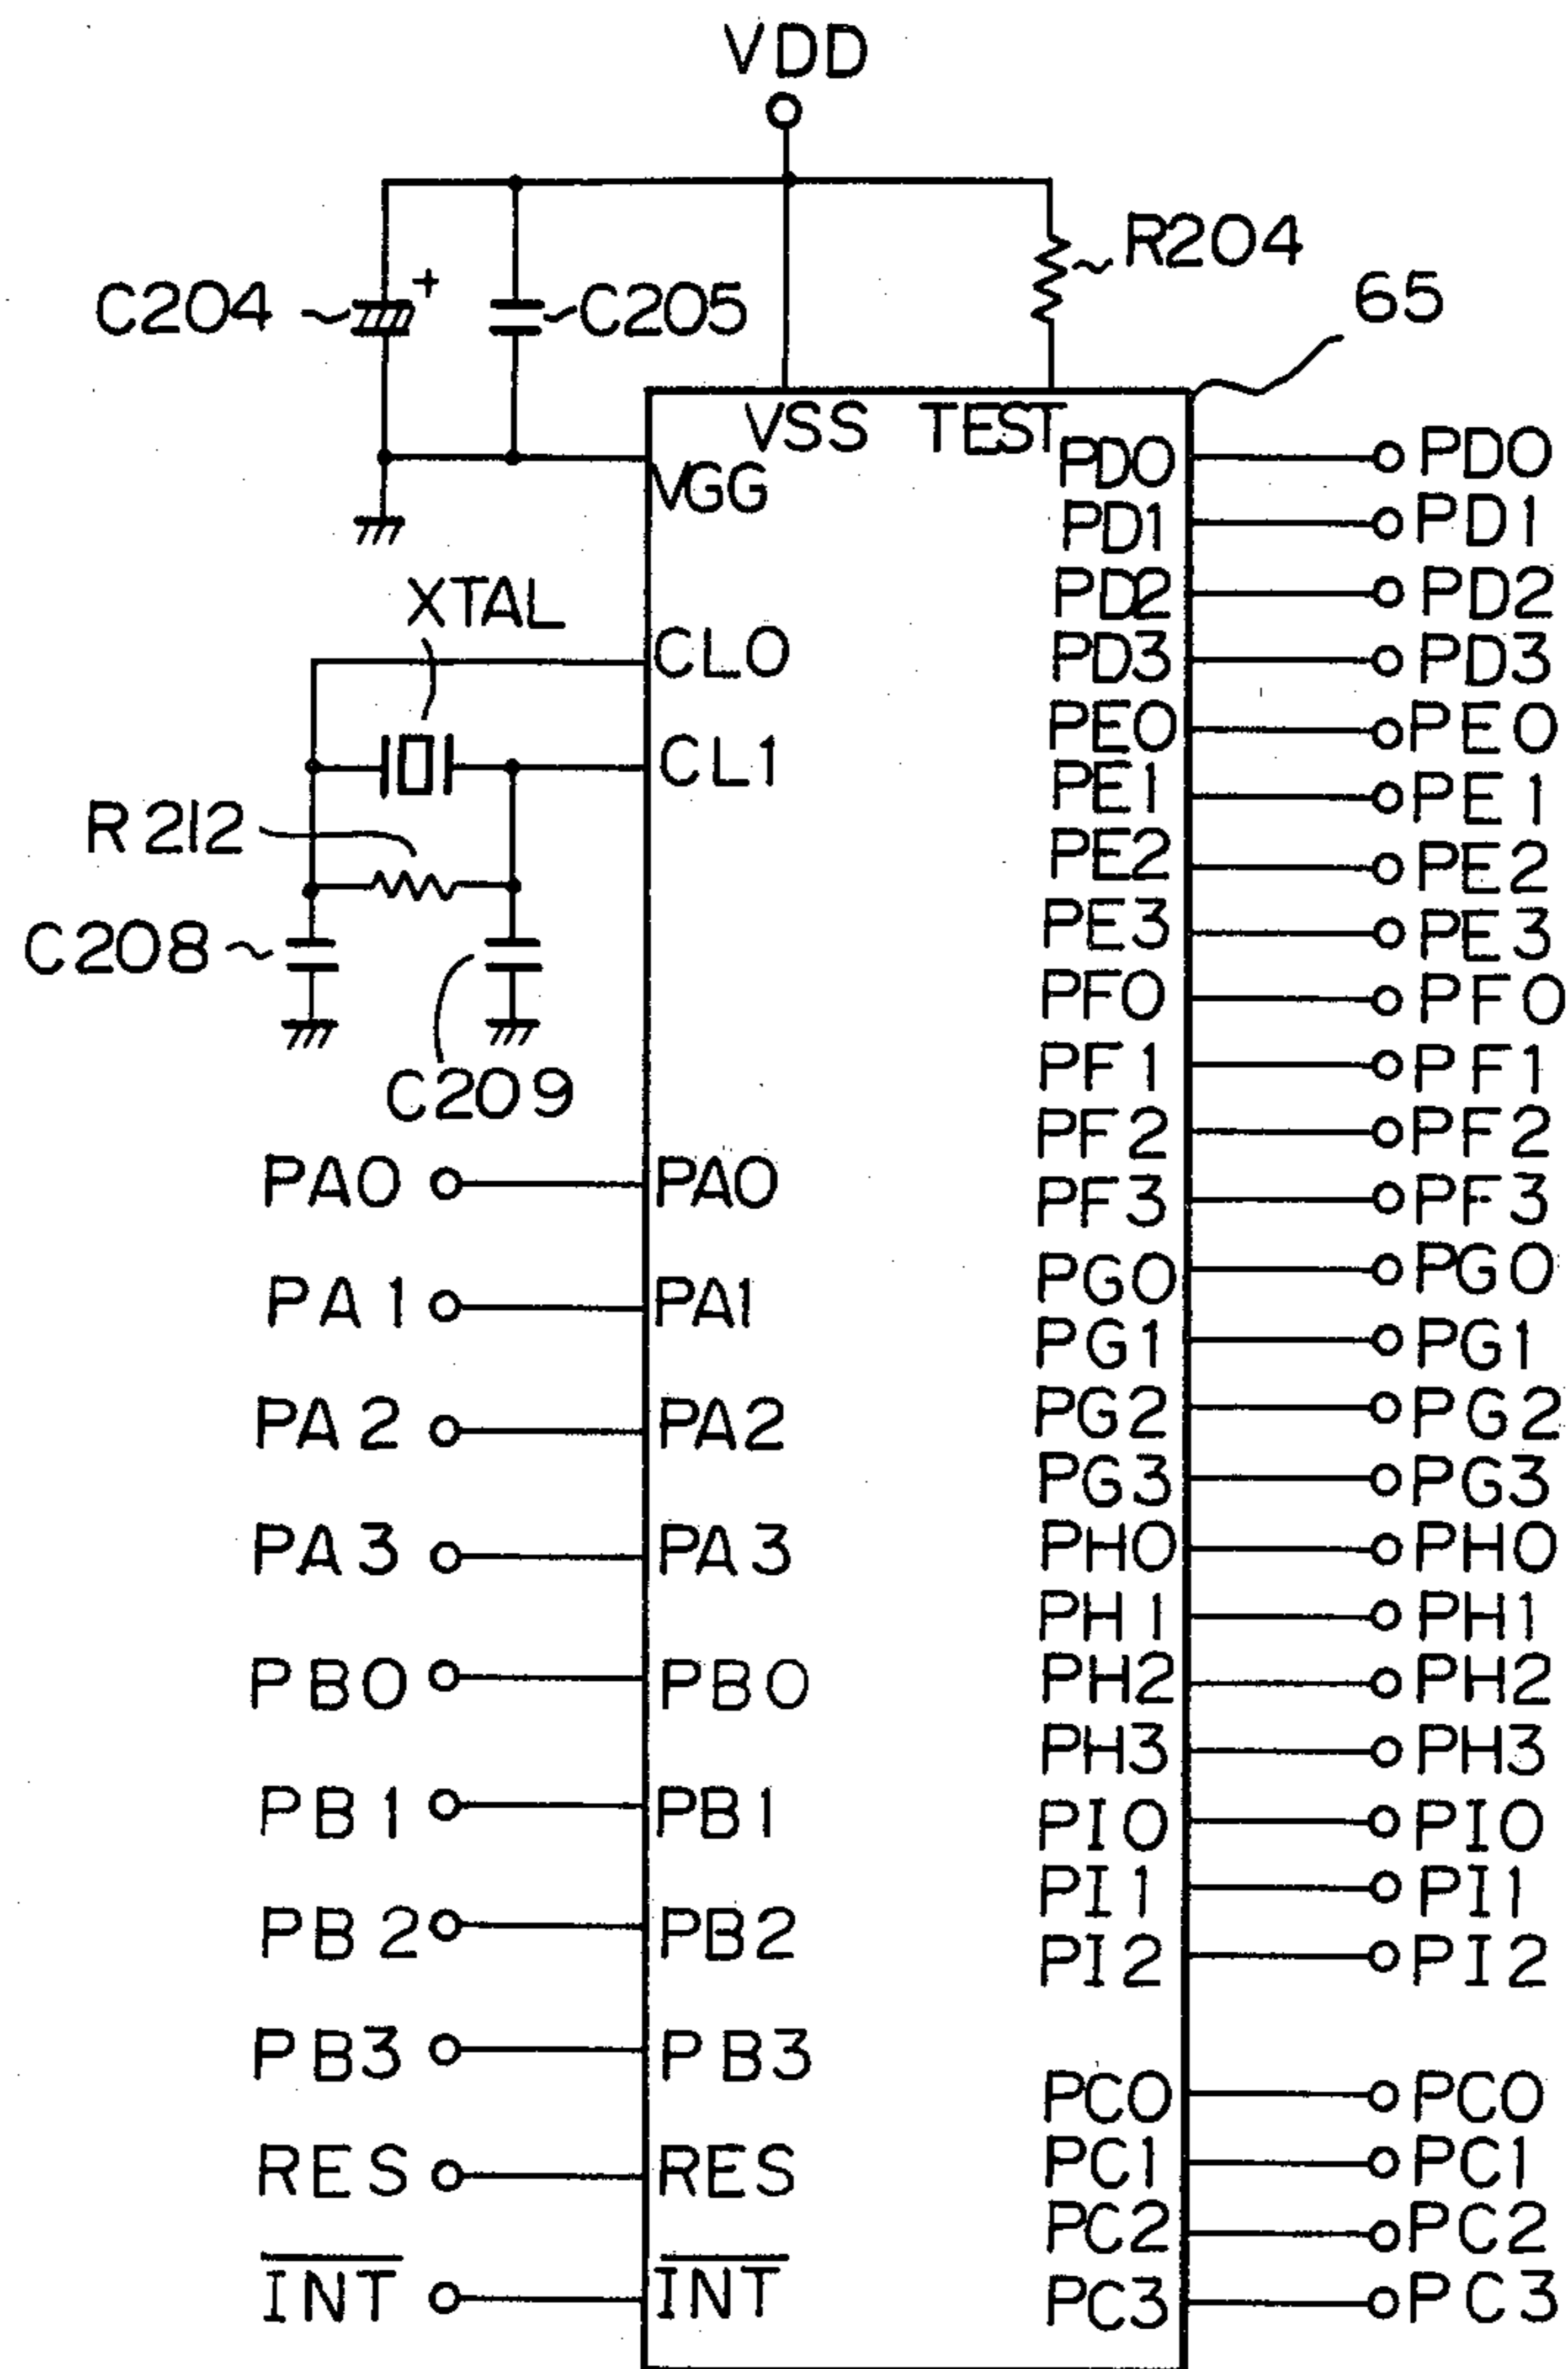 VDD
R204
65
C204
+
C205
VSS TEST
VGG
PD0 PD0
PD1 PD1
XTAL
PD2 PD2
CL0 PD3 PD3
PE0 PE0
CL1 PE1 PE1
R212
PE2 PE2
C208 PE3 PE3
PF0 PF0
PF1 PF1
C209
PF2 PF2
PA0 PA0 PF3 PF3
PG0 PG0
PA1 PA1 PG1 PG1
PA2 PA2 PG2 PG2
PG3 PG3
PA3 PA3 PH0 PH0
PH1 PH1
PB0 PB0 PH2 PH2
PH3 PH3
PB1 PB1 PI0 PI0
PI1 PI1
PB2 PB2 PI2 PI2
PB3 PB3
PC0 PC0
RES RES PC1 PC1
PC2 PC2
INT INT PC3 PC3